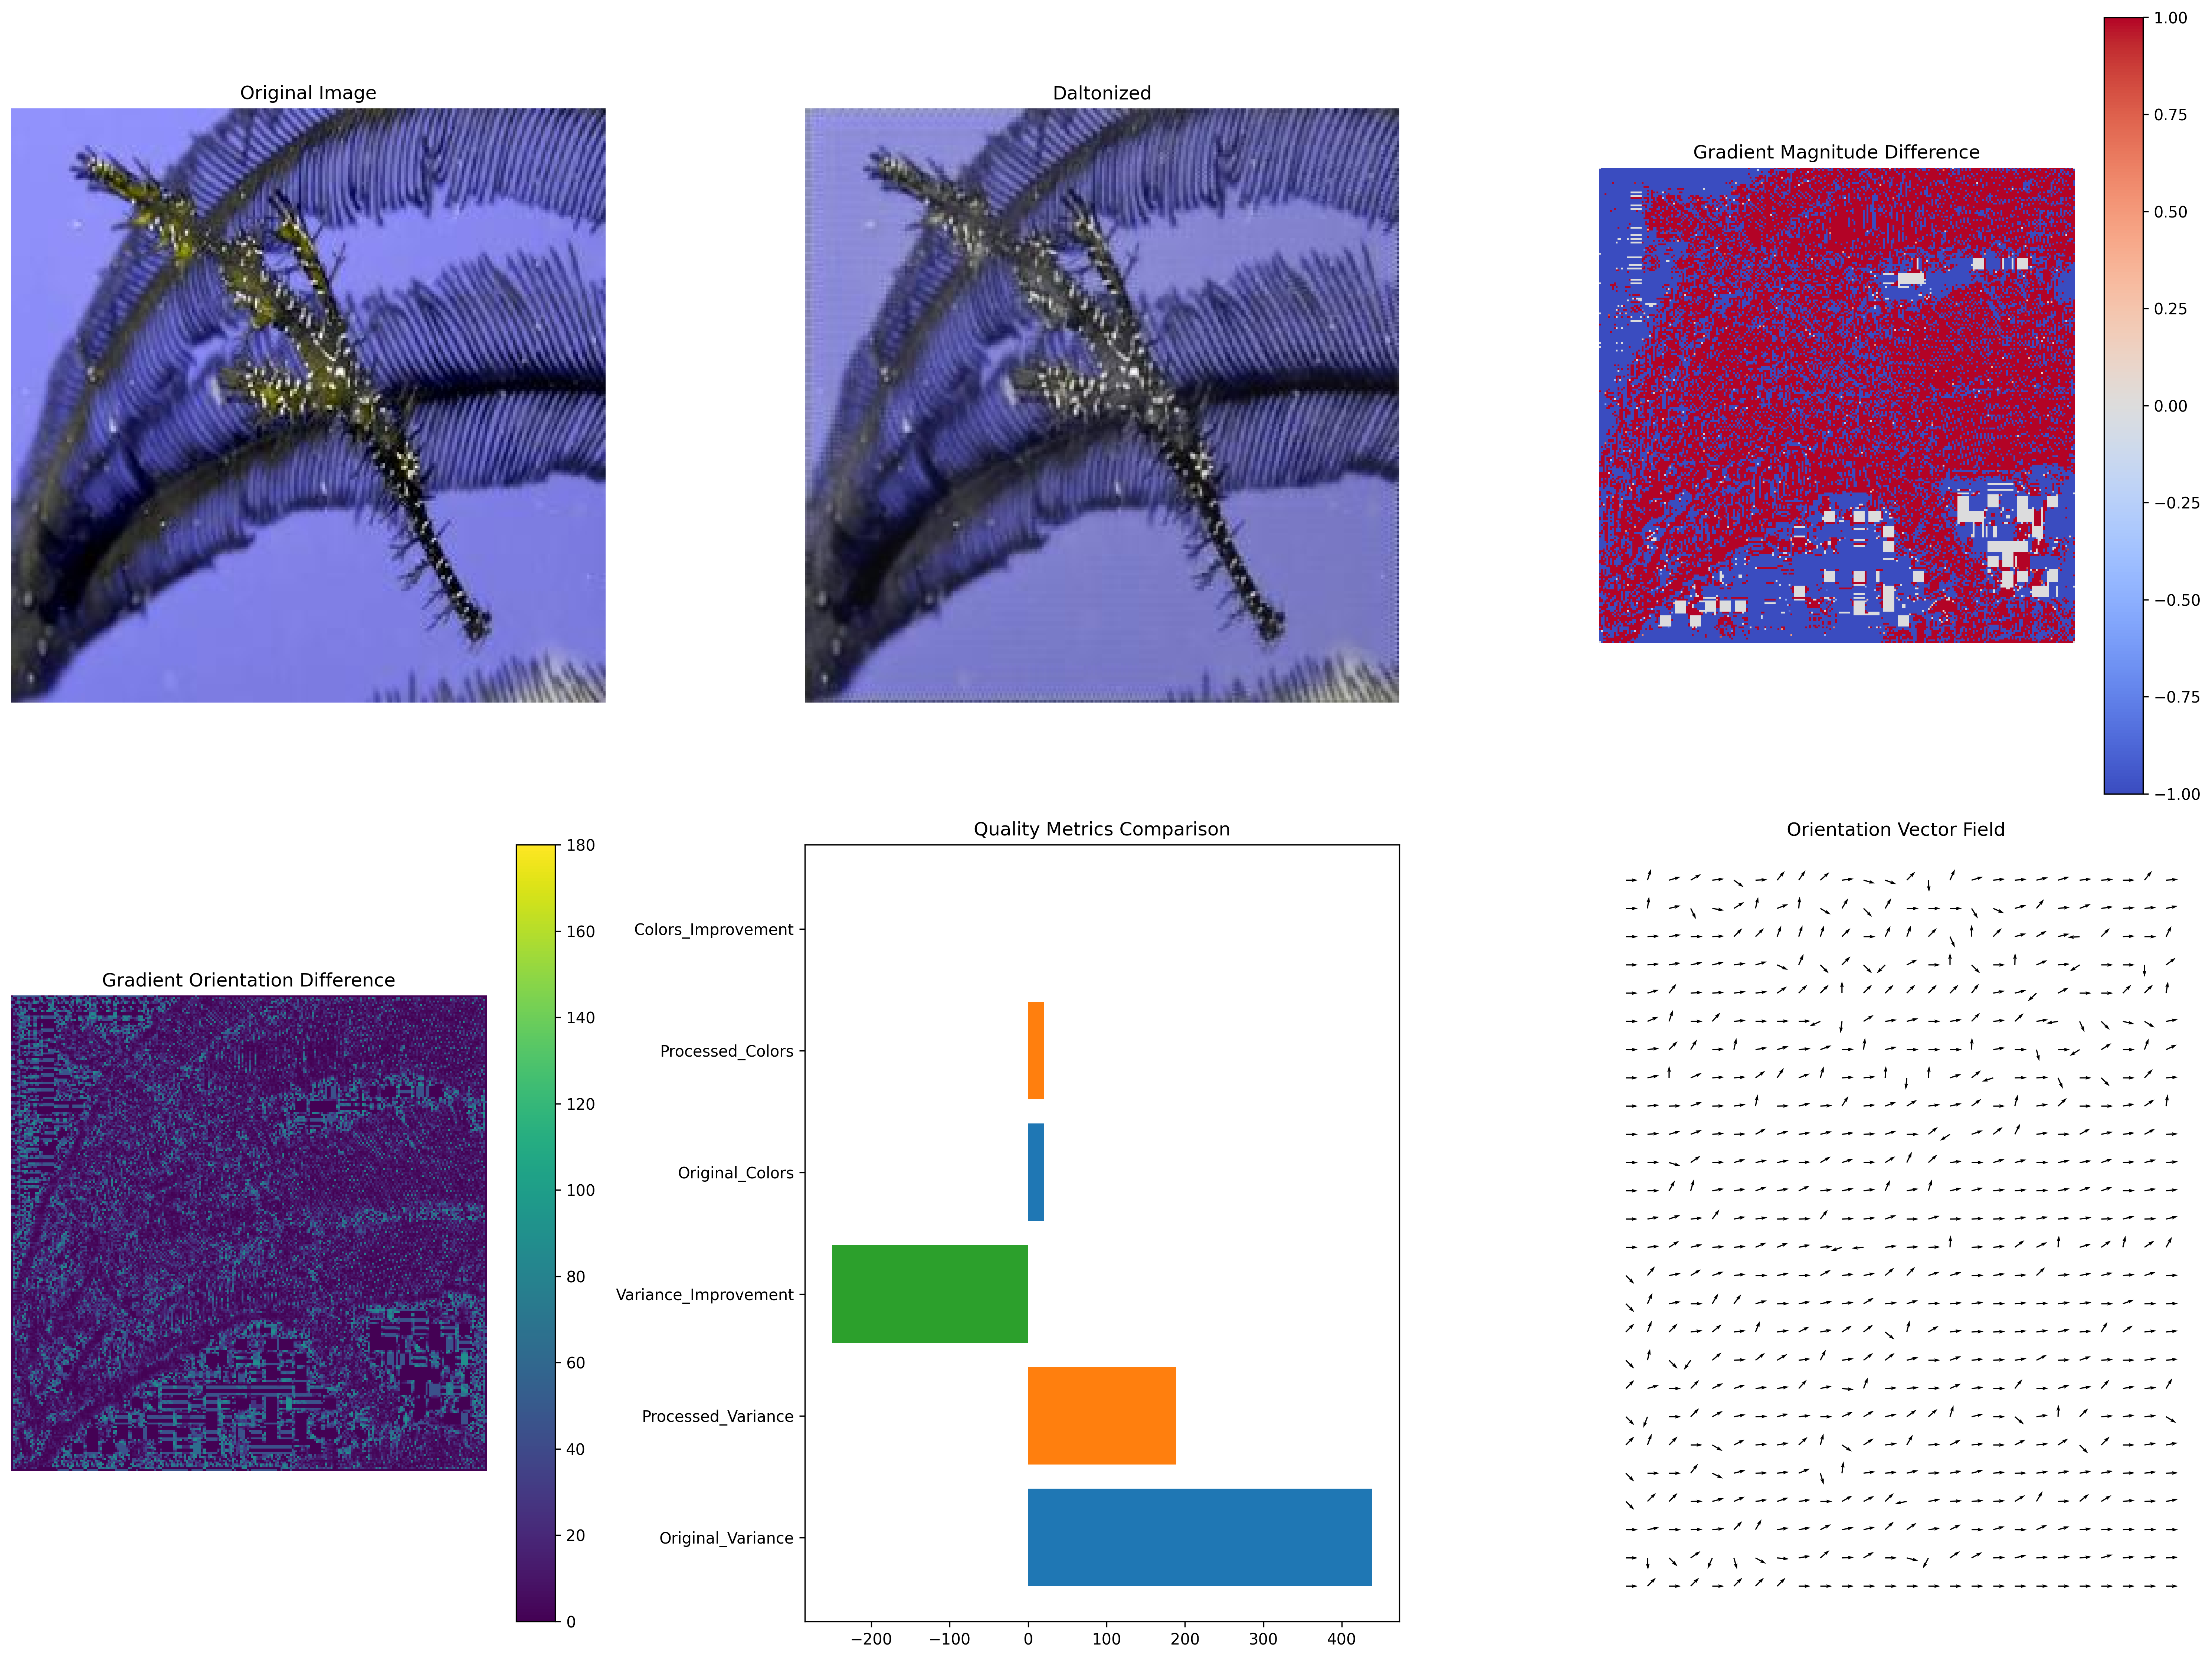 Original Image
Daltonized
Gradient Magnitude Difference
1.00
0.75
0.50
0.25
0.00
−0.25
−0.50
−0.75
−1.00
Gradient Orientation Difference
180
160
140
120
100
80
60
40
20
0
Quality Metrics Comparison
Colors_Improvement
Processed_Colors
Original_Colors
Variance_Improvement
Processed_Variance
Original_Variance
−200 −100 0 100 200 300 400
Orientation Vector Field